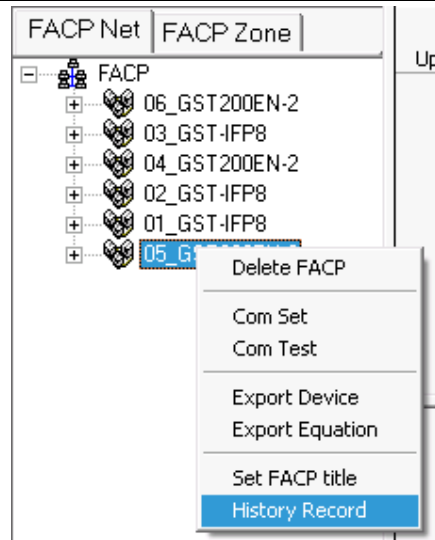 FACP Net FACP Zone
Up
FACP
06_GST200EN-2
03_GST-IFP8
04_GST200EN-2
02_GST-IFP8
01_GST-IFP8
Delete FACP
Com Set
Com Test
Export Device
Export Equation
Set FACP title
History Record